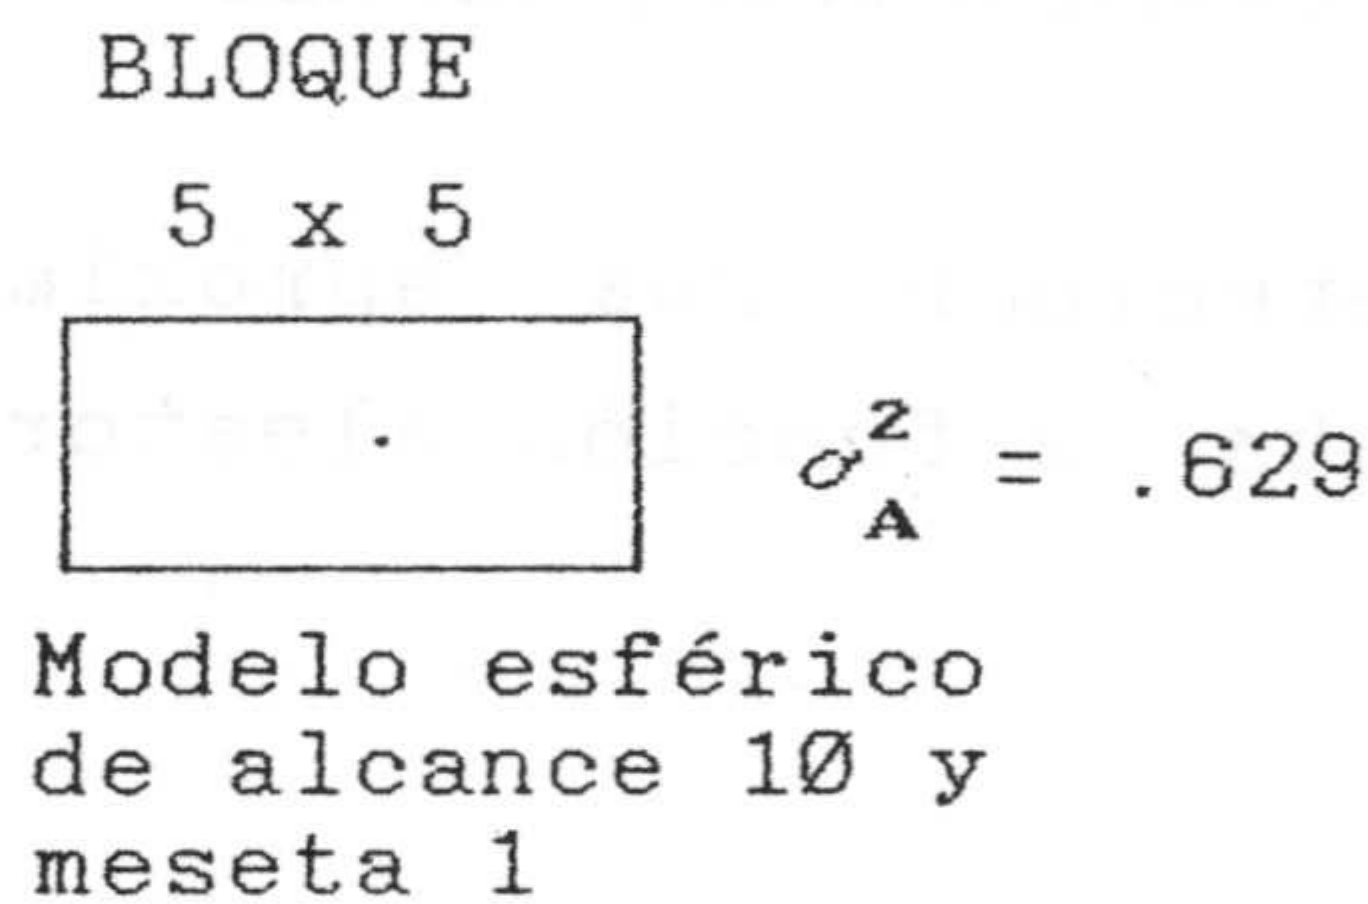 BLOQUE
5 x 5
σ²_A = .629
Modelo esférico
de alcance 1Ø y
meseta 1